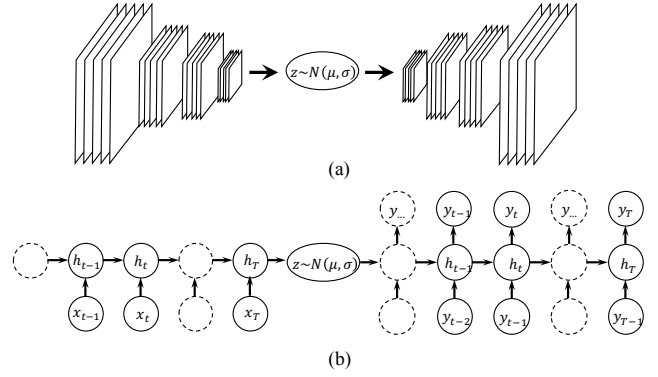 z~N(μ, σ)
(a)
y... y_{t-1} y_t y... y_T
h_{t-1} h_t h_T z~N(μ, σ) h_{t-1} h_t h_T
x_{t-1} x_t x_T y_{t-2} y_{t-1} y_{T-1}
(b)